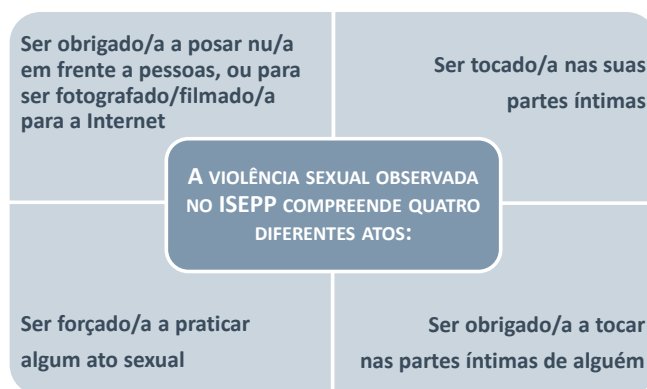 Ser obrigado/a a posar nu/a
em frente a pessoas, ou para
ser fotografado/filmado/a
para a Internet
Ser tocado/a nas suas
partes íntimas
A VIOLÊNCIA SEXUAL OBSERVADA
NO ISEPP COMPREENDE QUATRO
DIFERENTES ATOS:
Ser forçado/a a praticar
algum ato sexual
Ser obrigado/a a tocar
nas partes íntimas de alguém